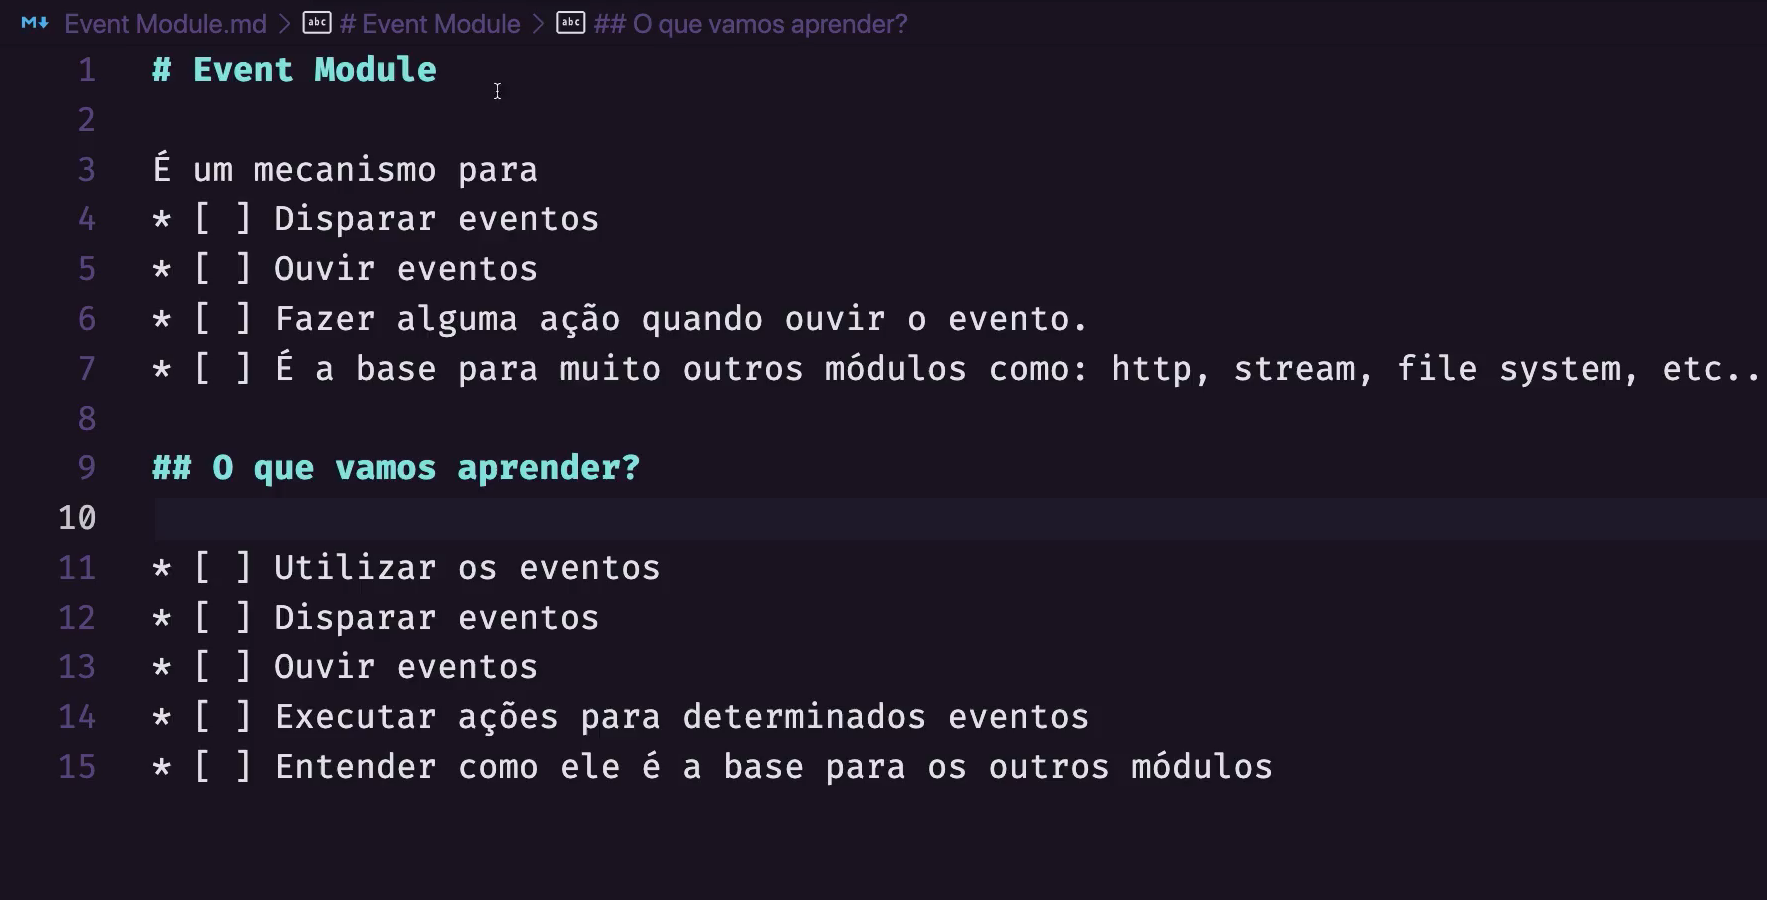 Event Module.md > # Event Module > ## O que vamos aprender?
1 # Event Module
2
3 É um mecanismo para
4 * [ ] Disparar eventos
5 * [ ] Ouvir eventos
6 * [ ] Fazer alguma ação quando ouvir o evento.
7 * [ ] É a base para muito outros módulos como: http, stream, file system, etc..
8
9 ## O que vamos aprender?
10
11 * [ ] Utilizar os eventos
12 * [ ] Disparar eventos
13 * [ ] Ouvir eventos
14 * [ ] Executar ações para determinados eventos
15 * [ ] Entender como ele é a base para os outros módulos